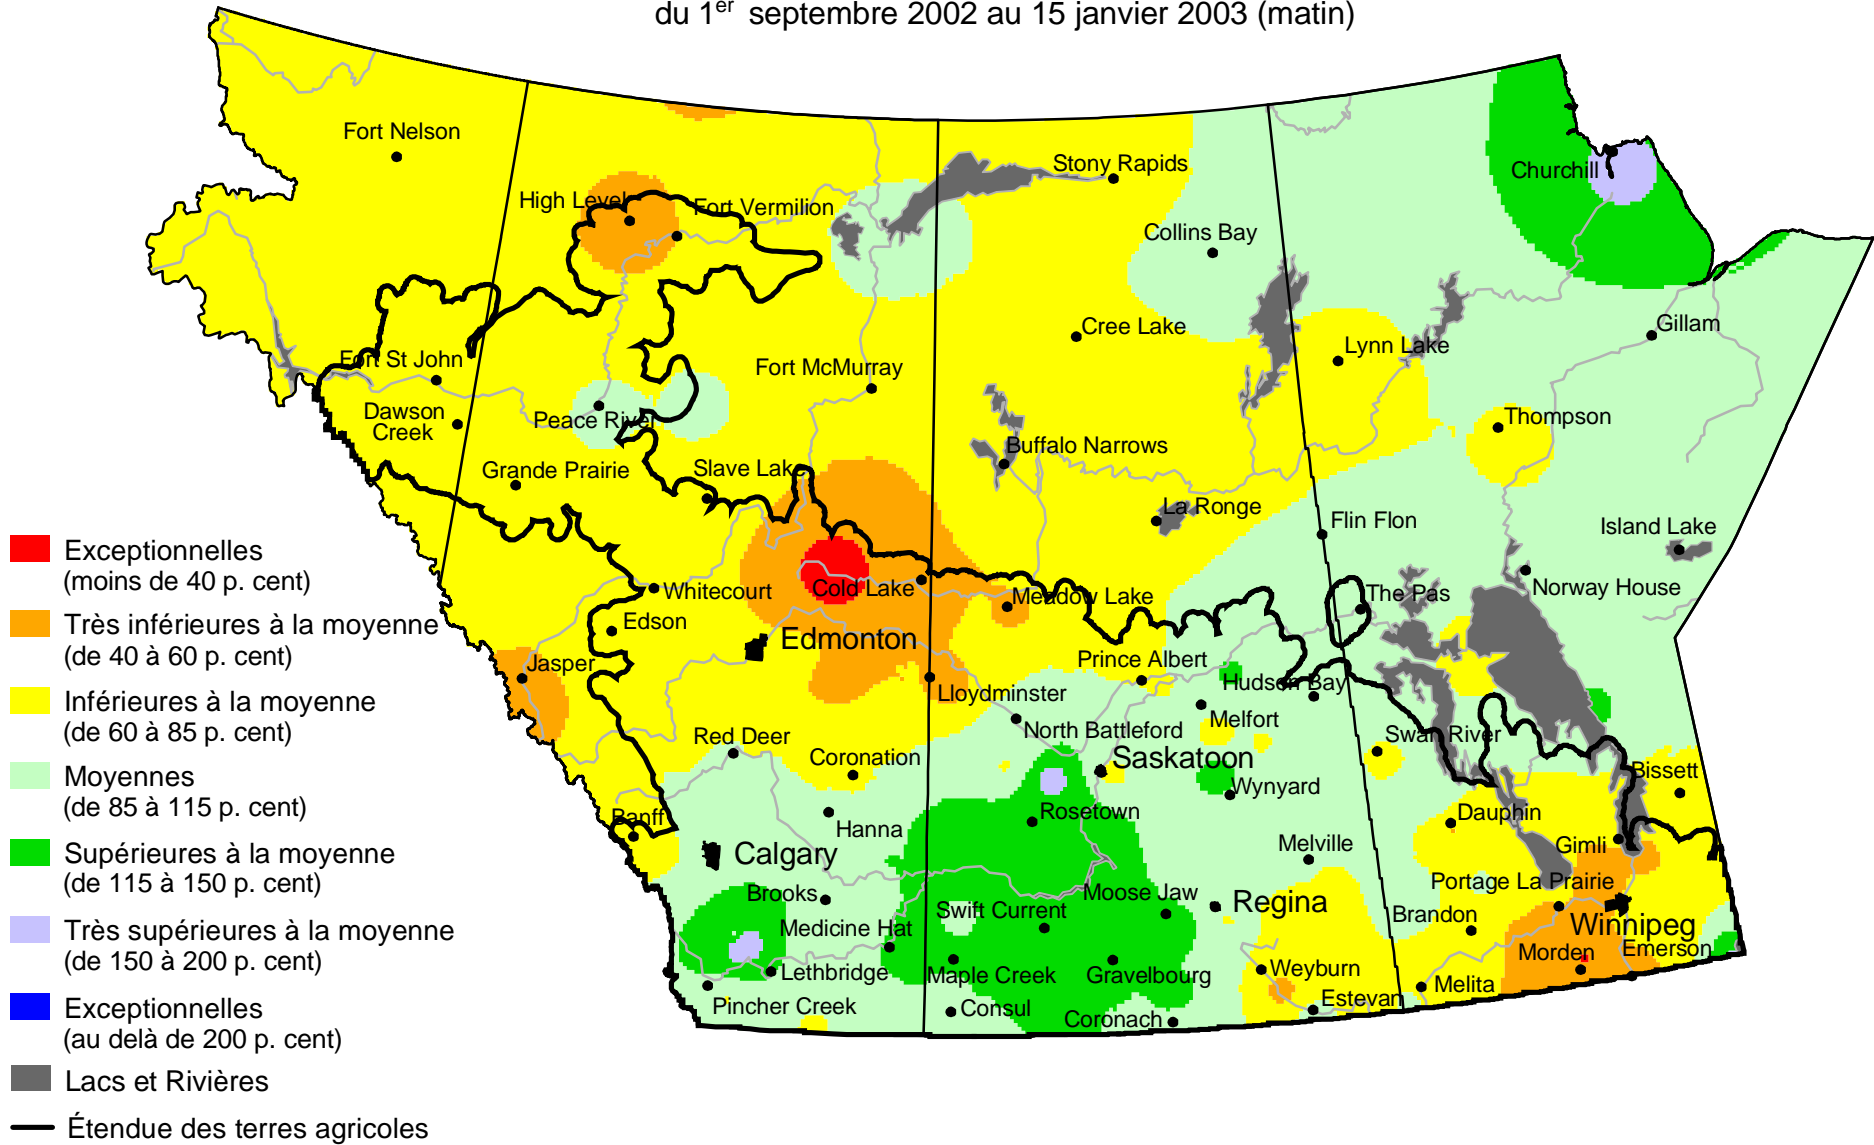 du 1er septembre 2002 au 15 janvier 2003 (matin)
Fort Nelson
Stony Rapids
Churchill
High Level
Fort Vermilion
Collins Bay
Cree Lake
Gillam
Lynn Lake
Fort St John
Fort McMurray
Dawson
Creek
Peace River
Thompson
Buffalo Narrows
Grande Prairie
Slave Lake
La Ronge
Flin Flon
Island Lake
Whitecourt
Cold Lake
Meadow Lake
The Pas
Norway House
Edson
Edmonton
Jasper
Prince Albert
Lloydminster
Hudson Bay
Melfort
North Battleford
Red Deer
Coronation
Saskatoon
Swan River
Bissett
Wynyard
Banff
Hanna
Rosetown
Dauphin
Calgary
Melville
Gimli
Brooks
Moose Jaw
Regina
Portage La Prairie
Medicine Hat
Swift Current
Brandon
Winnipeg
Lethbridge
Maple Creek
Gravelbourg
Weyburn
Morden
Emerson
Pincher Creek
Consul
Coronach
Estevan
Melita
Exceptionnelles
(moins de 40 p. cent)
Très inférieures à la moyenne
(de 40 à 60 p. cent)
Inférieures à la moyenne
(de 60 à 85 p. cent)
Moyennes
(de 85 à 115 p. cent)
Supérieures à la moyenne
(de 115 à 150 p. cent)
Très supérieures à la moyenne
(de 150 à 200 p. cent)
Exceptionnelles
(au delà de 200 p. cent)
Lacs et Rivières
Étendue des terres agricoles